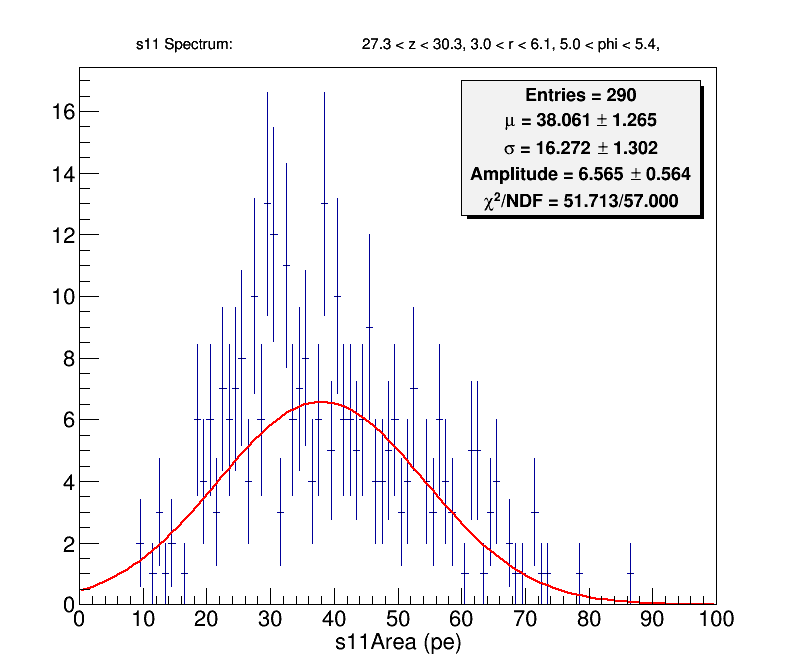 s11 Spectrum: 27.3 < z < 30.3, 3.0 < r < 6.1, 5.0 < phi < 5.4,
Entries = 290
μ = 38.061 ± 1.265
σ = 16.272 ± 1.302
Amplitude = 6.565 ± 0.564
χ²/NDF = 51.713/57.000
16
14
12
10
8
6
4
2
0
0 10 20 30 40 50 60 70 80 90 100
s11Area (pe)